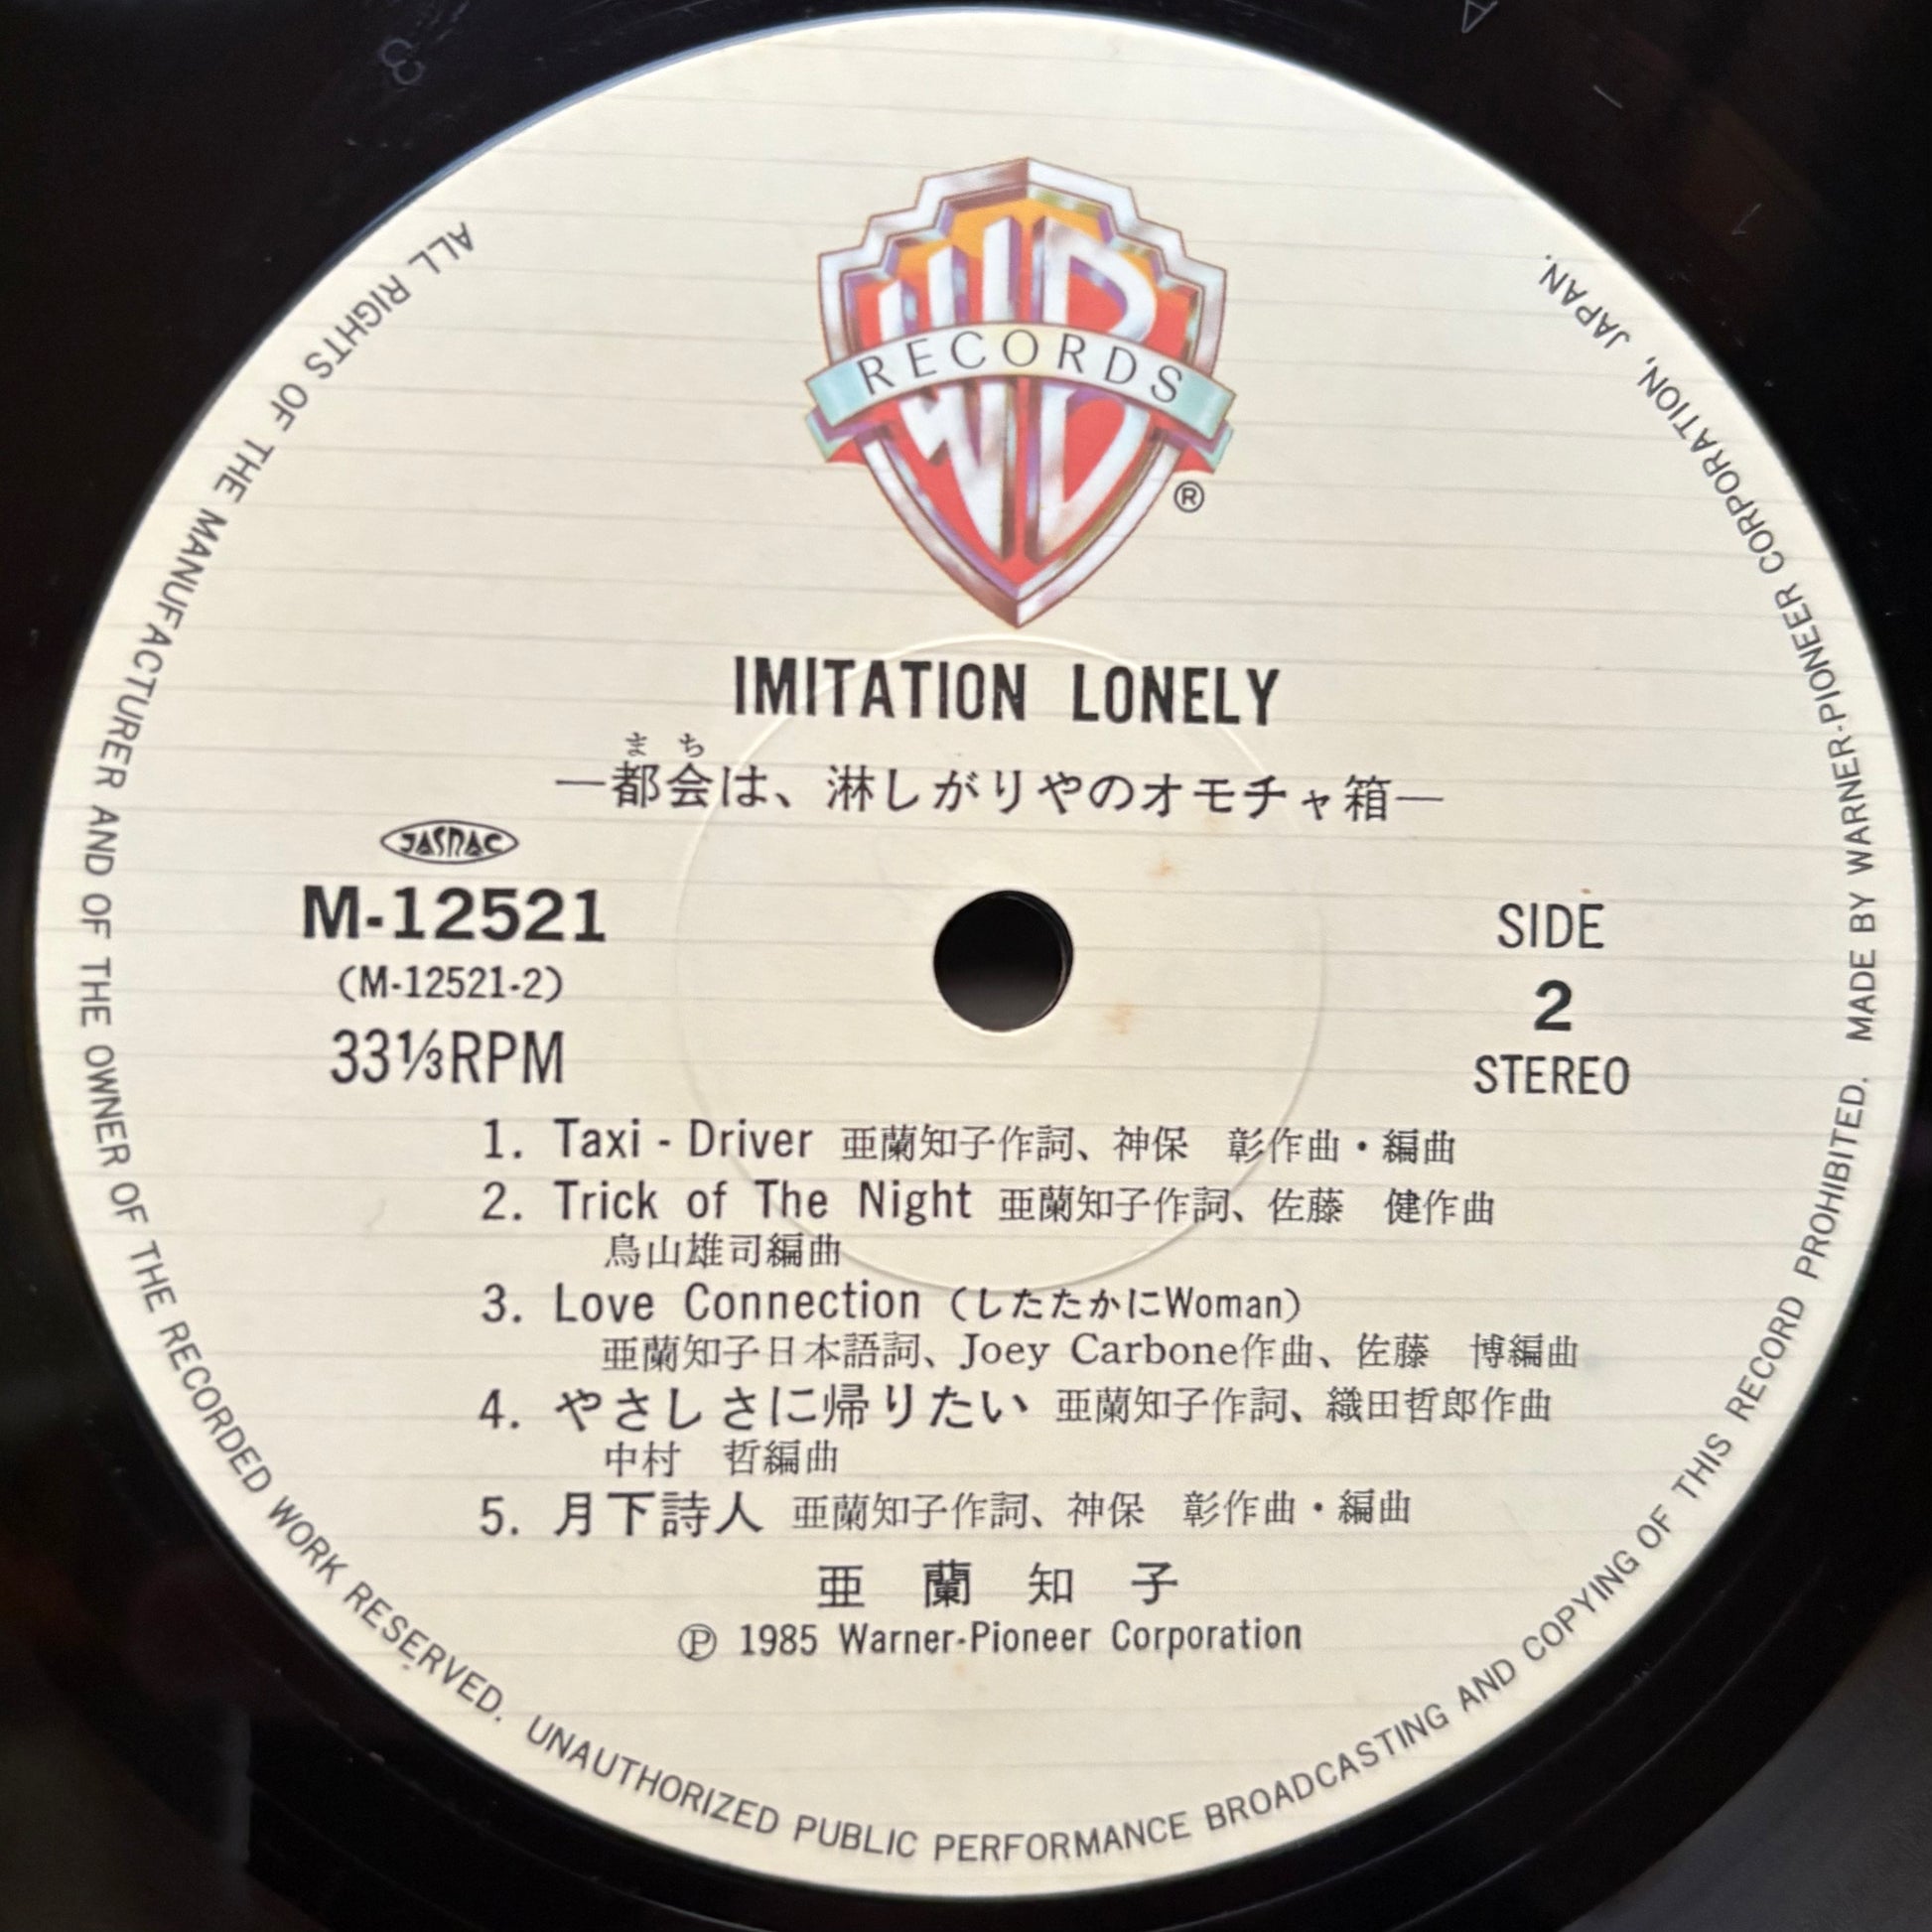 WB
RECORDS
®
IMITATION LONELY
まち
―都会は、淋しがりやのオモチャ箱―
JASRAC
M-12521
(M-12521-2)
33⅓RPM
SIDE
2
STEREO
1. Taxi - Driver 亜蘭知子作詞、神保 彰作曲・編曲
2. Trick of The Night 亜蘭知子作詞、佐藤 健作曲
鳥山雄司編曲
3. Love Connection (したたかにWoman)
亜蘭知子日本語詞、Joey Carbone作曲、佐藤 博編曲
4. やさしさに帰りたい 亜蘭知子作詞、織田哲郎作曲
中村 哲編曲
5. 月下詩人 亜蘭知子作詞、神保 彰作曲・編曲
亜蘭知子
℗ 1985 Warner-Pioneer Corporation
ALL RIGHTS OF THE MANUFACTURER AND OF THE OWNER OF THE RECORDED WORK RESERVED. UNAUTHORIZED PUBLIC PERFORMANCE BROADCASTING AND COPYING OF THIS RECORD PROHIBITED. MADE BY WARNER-PIONEER CORPORATION, JAPAN.
3
A